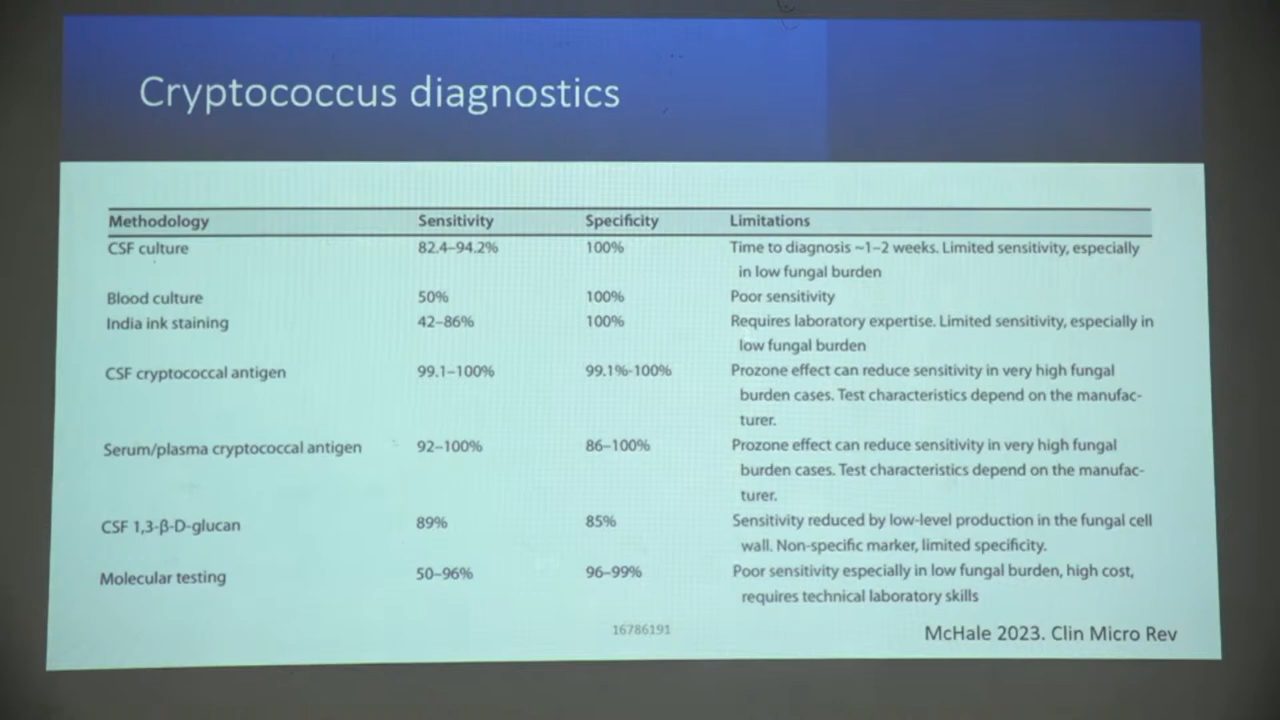 Cryptococcus diagnostics
Methodology Sensitivity Specificity Limitations
CSF culture 82.4–94.2% 100% Time to diagnosis ~1–2 weeks. Limited sensitivity, especially
in low fungal burden
Blood culture 50% 100% Poor sensitivity
India ink staining 42–86% 100% Requires laboratory expertise. Limited sensitivity, especially in
low fungal burden
CSF cryptococcal antigen 99.1–100% 99.1%-100% Prozone effect can reduce sensitivity in very high fungal
burden cases. Test characteristics depend on the manufac-
turer.
Serum/plasma cryptococcal antigen 92–100% 86–100% Prozone effect can reduce sensitivity in very high fungal
burden cases. Test characteristics depend on the manufac-
turer.
CSF 1,3-β-D-glucan 89% 85% Sensitivity reduced by low-level production in the fungal cell
wall. Non-specific marker, limited specificity.
Molecular testing 50–96% 96–99% Poor sensitivity especially in low fungal burden, high cost,
requires technical laboratory skills
16786191
McHale 2023. Clin Micro Rev